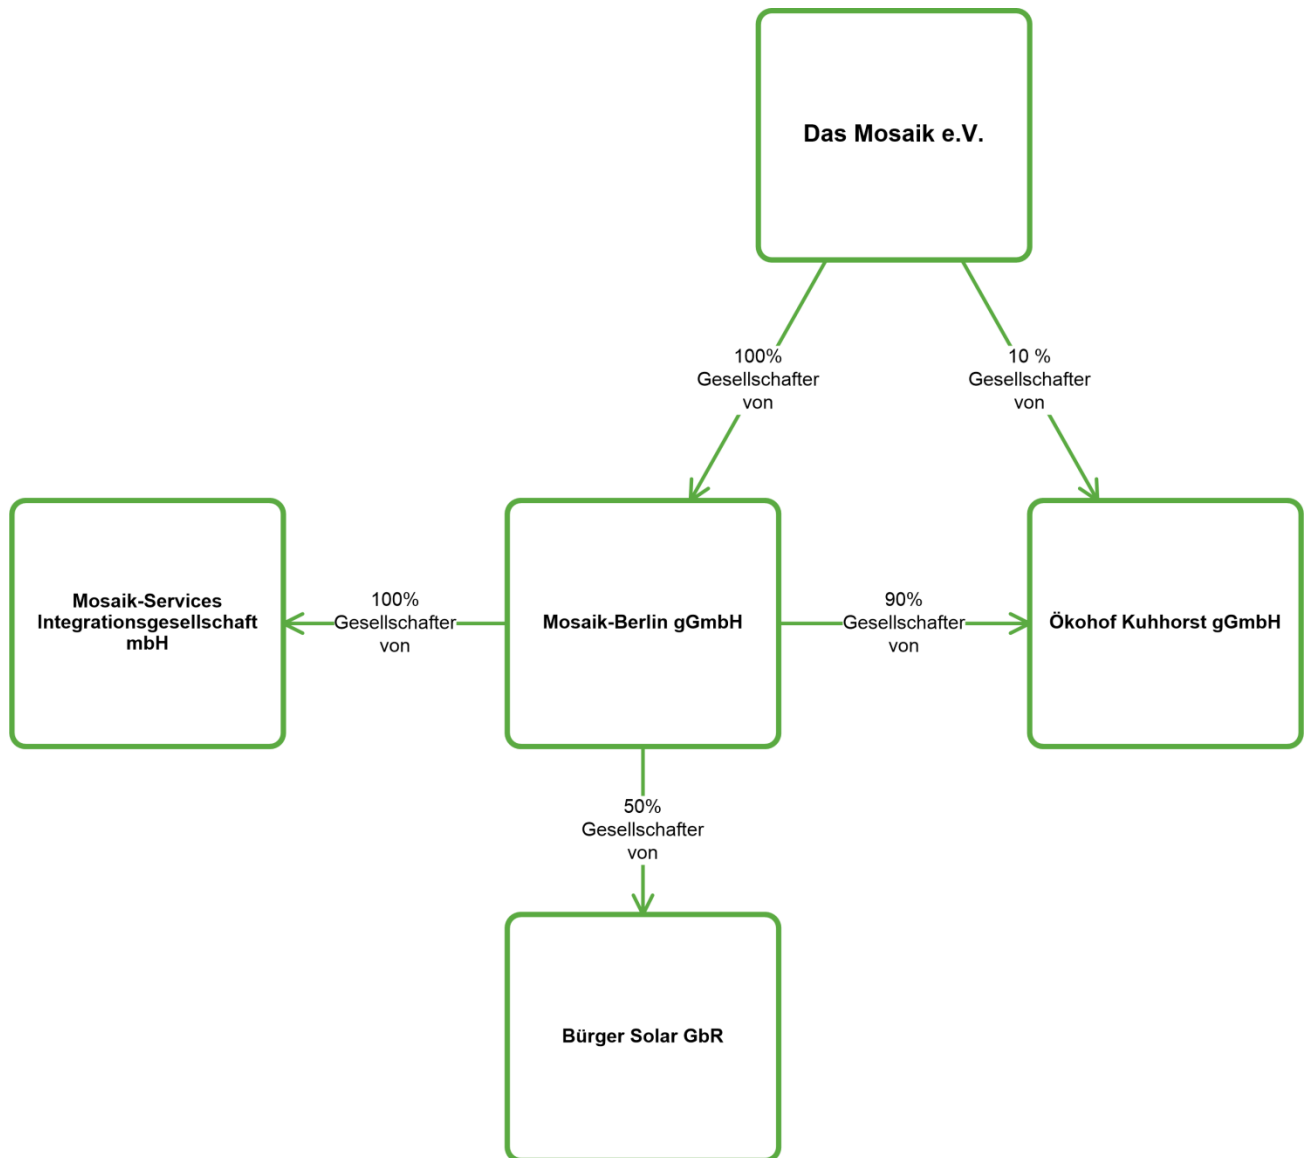 Das Mosaik e.V.
100%
Gesellschafter
von
10 %
Gesellschafter
von
Mosaik-Services
Integrationsgesellschaft
mbH
100%
Gesellschafter
von
Mosaik-Berlin gGmbH
90%
Gesellschafter
von
Ökohof Kuhhorst gGmbH
50%
Gesellschafter
von
Bürger Solar GbR